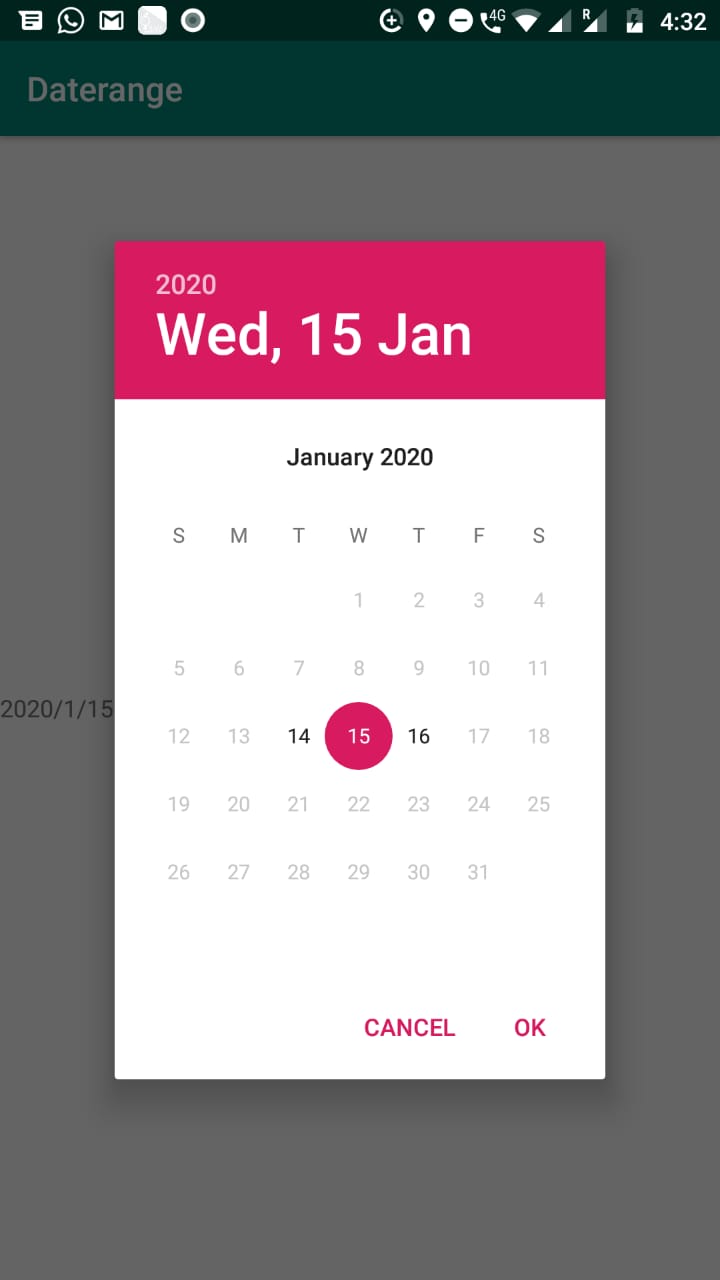 4G R 4:32
Daterange
2020
Wed, 15 Jan
January 2020
S M T W T F S
1 2 3 4
5 6 7 8 9 10 11
2020/1/15
12 13 14 15 16 17 18
19 20 21 22 23 24 25
26 27 28 29 30 31
CANCEL OK